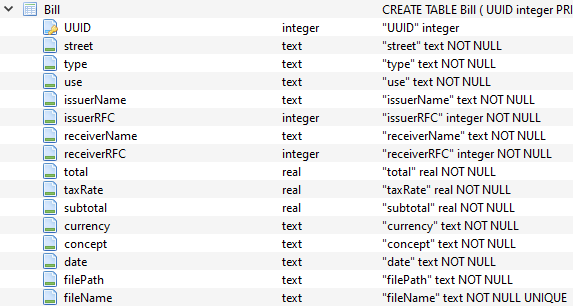 Bill CREATE TABLE Bill ( UUID integer PRI
UUID integer "UUID" integer
street text "street" text NOT NULL
type text "type" text NOT NULL
use text "use" text NOT NULL
issuerName text "issuerName" text NOT NULL
issuerRFC integer "issuerRFC" integer NOT NULL
receiverName text "receiverName" text NOT NULL
receiverRFC integer "receiverRFC" integer NOT NULL
total real "total" real NOT NULL
taxRate real "taxRate" real NOT NULL
subtotal real "subtotal" real NOT NULL
currency text "currency" text NOT NULL
concept text "concept" text NOT NULL
date text "date" text NOT NULL
filePath text "filePath" text NOT NULL
fileName text "fileName" text NOT NULL UNIQUE